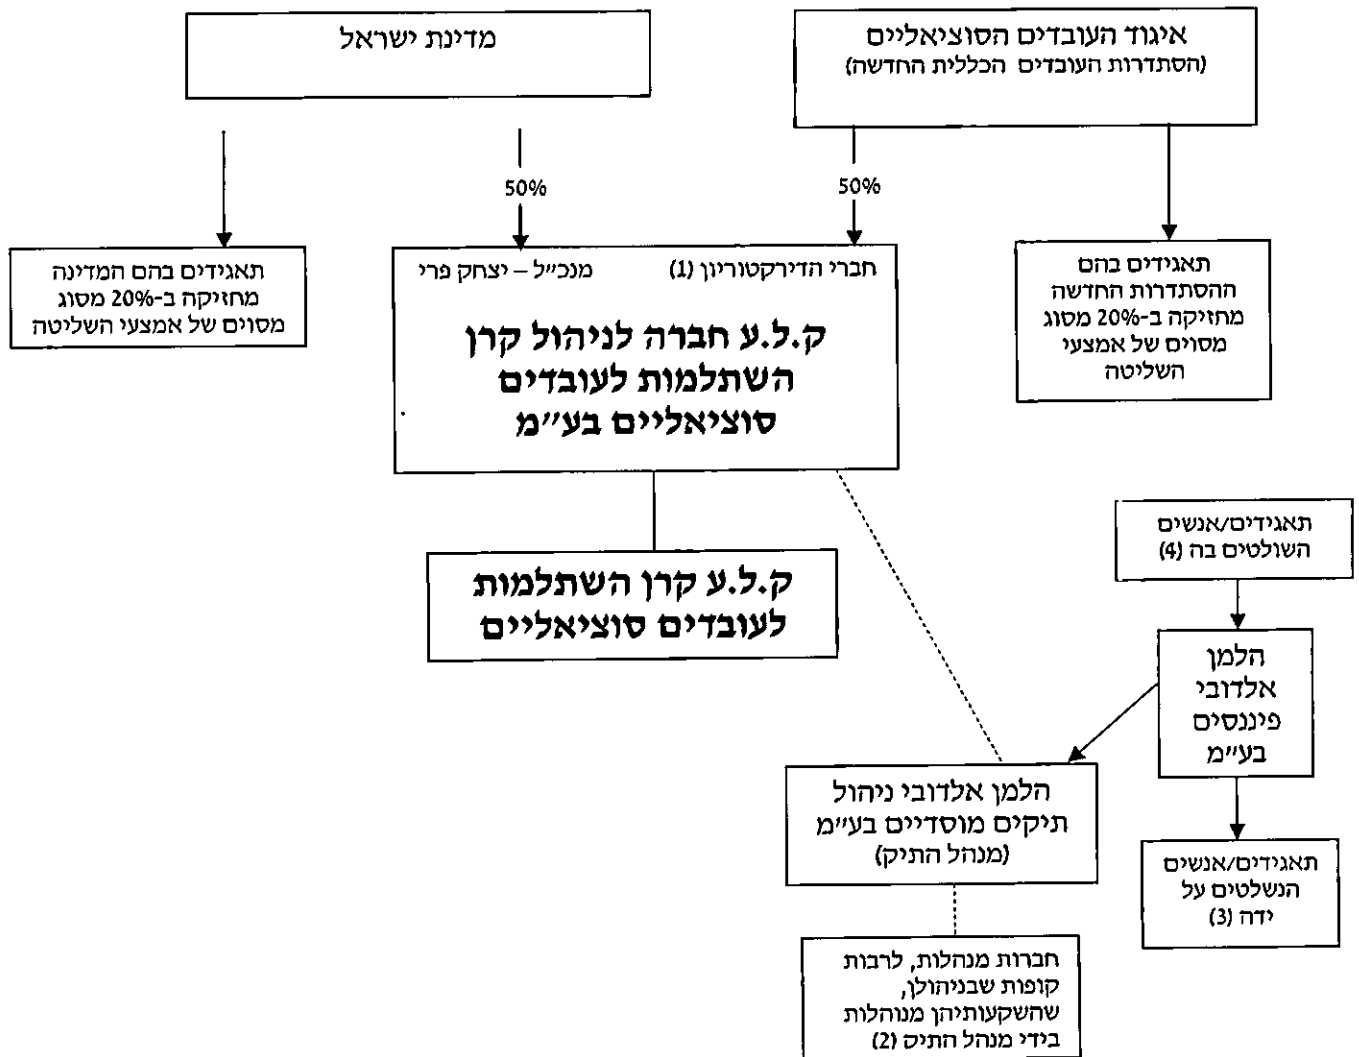 איגוד העובדים הסוציאליים
(הסתדרות העובדים הכללית החדשה)
מדינת ישראל
50%
50%
תאגידים בהם
ההסתדרות החדשה
מחזיקה ב-20% מסוג
מסוים של אמצעי
השליטה
חברי הדירקטוריון (1)
מנכ"ל – יצחק פרי
ק.ל.ע חברה לניהול קרן
השתלמות לעובדים
סוציאליים בע"מ
תאגידים בהם המדינה
מחזיקה ב-20% מסוג
מסוים של אמצעי השליטה
ק.ל.ע קרן השתלמות
לעובדים סוציאליים
תאגידים/אנשים
השולטים בה (4)
הלמן
אלדובי
פיננסים
בע"מ
הלמן אלדובי ניהול
תיקים מוסדיים בע"מ
(מנהל התיק)
תאגידים/אנשים
הנשלטים על
ידה (3)
חברות מנהלות, לרבות
קופות שבניהולן,
שהשקעותיהן מנוהלות
בידי מנהל התיק (2)